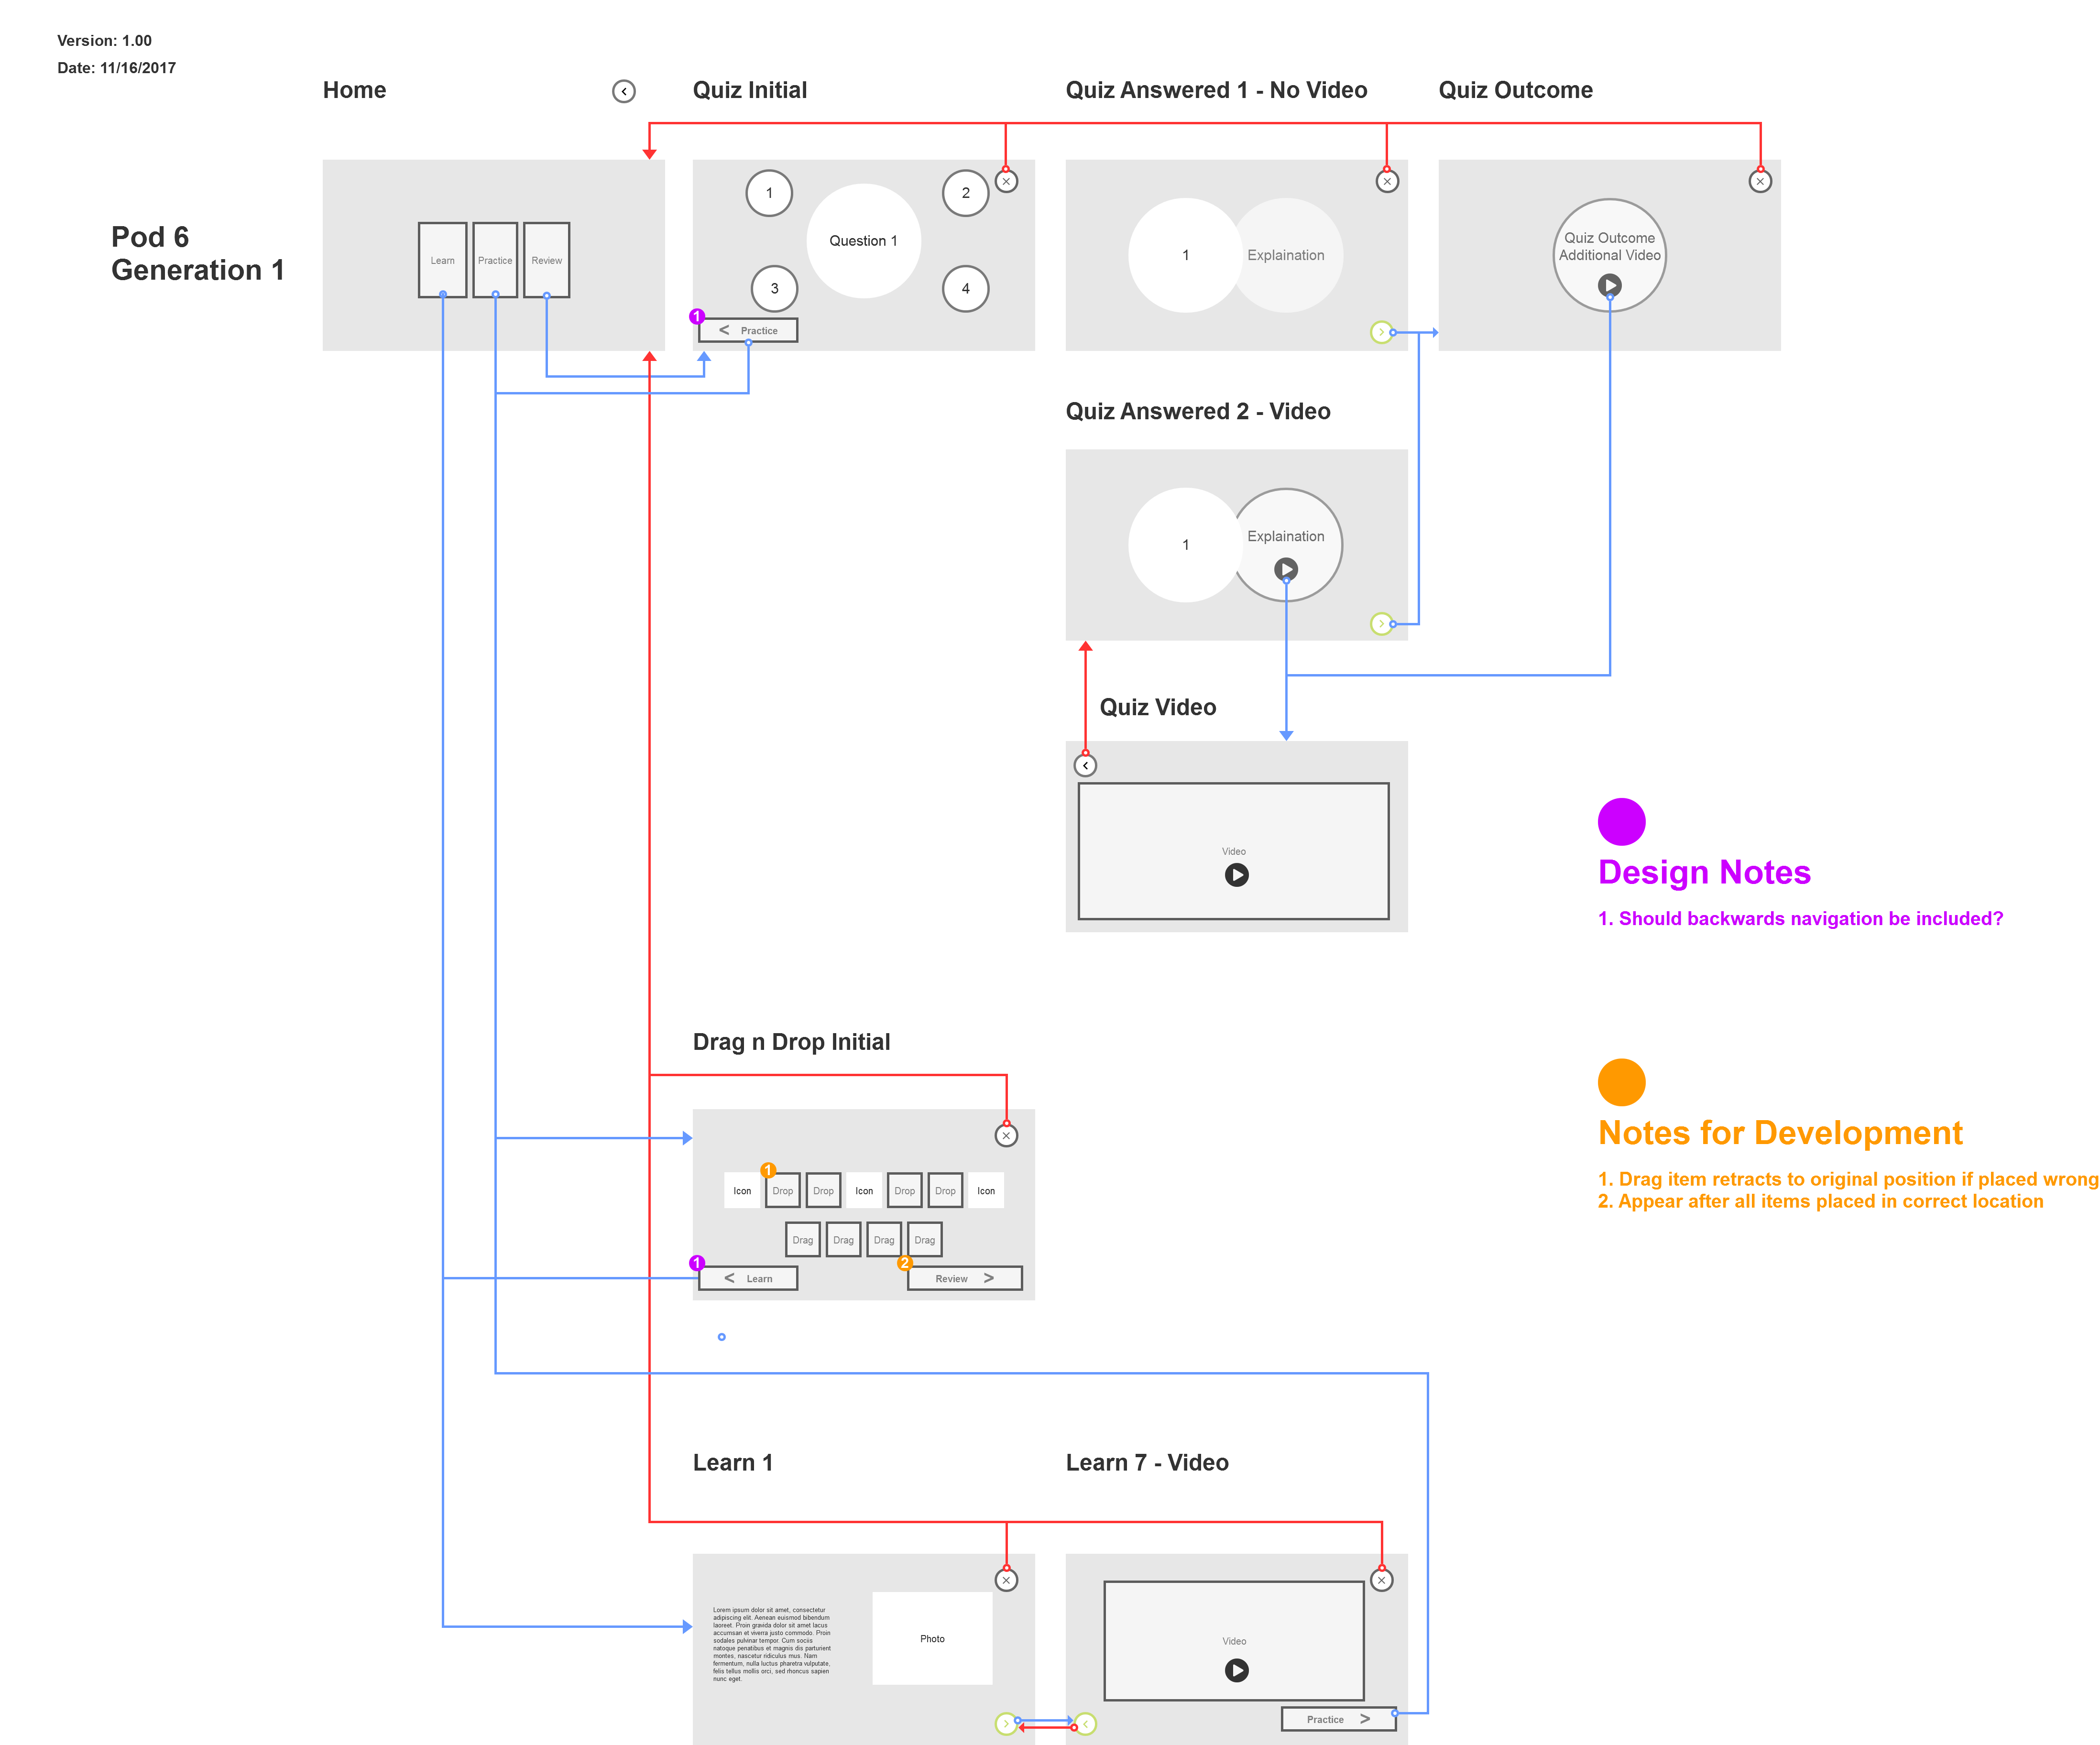 Version: 1.00
Date: 11/16/2017
Home
Quiz Initial
Quiz Answered 1 - No Video
Quiz Outcome
Pod 6
Generation 1
Learn
Practice
Review
1
2
Question 1
3
4
1
< Practice
1
Explaination
Quiz Outcome
Additional Video
Quiz Answered 2 - Video
1
Explaination
Quiz Video
Video
Design Notes
1. Should backwards navigation be included?
Drag n Drop Initial
Notes for Development
1. Drag item retracts to original position if placed wrong
2. Appear after all items placed in correct location
1
Icon
Drop
Drop
Icon
Drop
Drop
Icon
Drag
Drag
Drag
Drag
1
< Learn
2
Review >
Learn 1
Learn 7 - Video
Lorem ipsum dolor sit amet, consectetur
adipiscing elit. Aenean euismod bibendum
laoreet. Proin gravida dolor sit amet lacus
accumsan et viverra justo commodo. Proin
sodales pulvinar tempor. Cum sociis
natoque penatibus et magnis dis parturient
montes, nascetur ridiculus mus. Nam
fermentum, nulla luctus pharetra vulputate,
felis tellus mollis orci, sed rhoncus sapien
nunc eget.
Photo
Video
Practice >